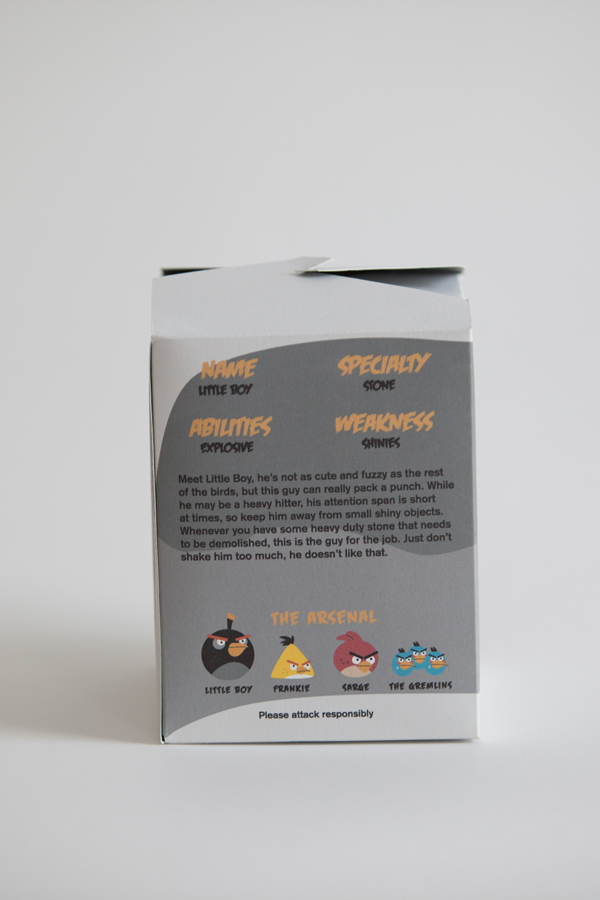 NAME
LITTLE BOY
SPECIALTY
STONE
ABILITIES
EXPLOSIVE
WEAKNESS
SHINIES
Meet Little Boy, he's not as cute and fuzzy as the rest
of the birds, but this guy can really pack a punch. While
he may be a heavy hitter, his attention span is short
at times, so keep him away from small shiny objects.
Whenever you have some heavy duty stone that needs
to be demolished, this is the guy for the job. Just don't
shake him too much, he doesn't like that.
THE ARSENAL
LITTLE BOY FRANKIE SARGE THE GREMLINS
Please attack responsibly